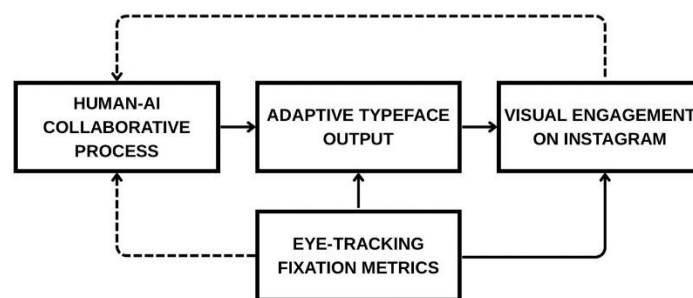 HUMAN-AI
COLLABORATIVE
PROCESS
ADAPTIVE TYPEFACE
OUTPUT
VISUAL ENGAGEMENT
ON INSTAGRAM
EYE-TRACKING
FIXATION METRICS